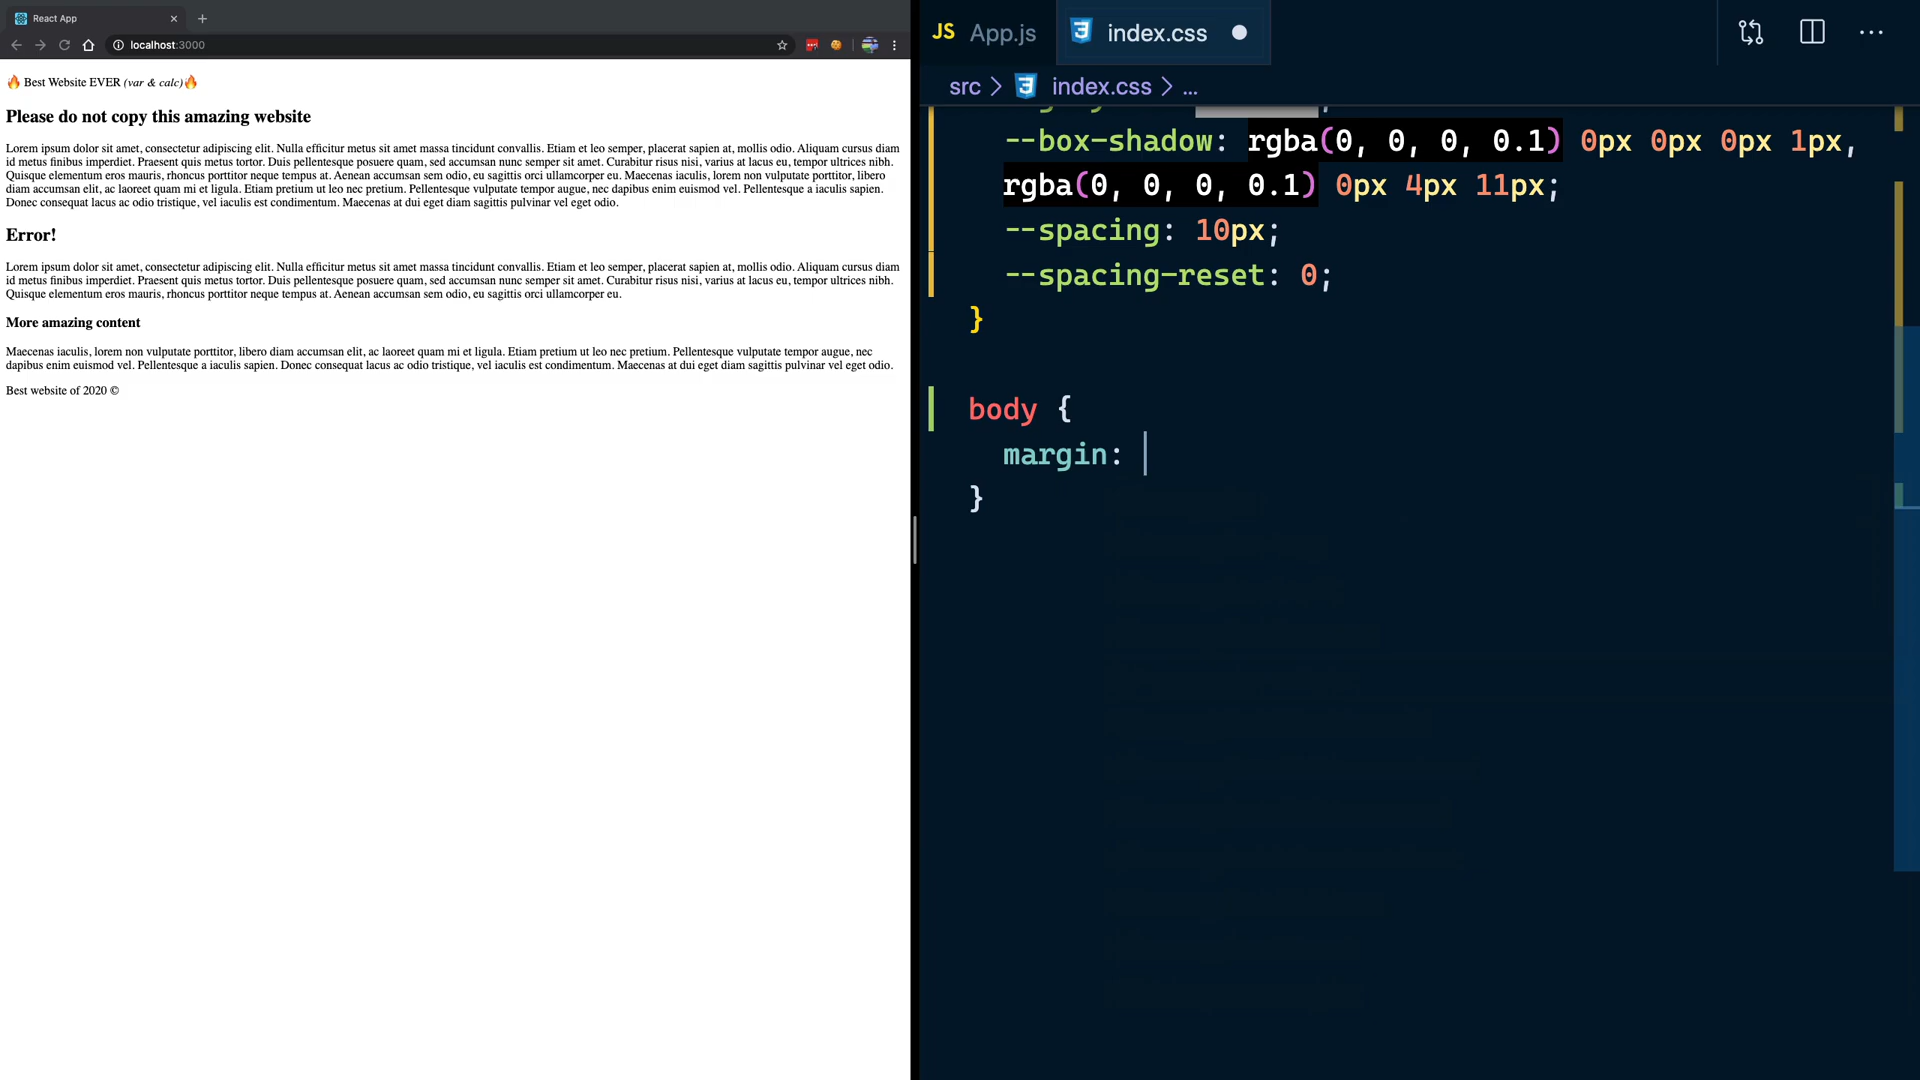 React App
localhost:3000
🔥 Best Website EVER (var & calc)🔥
Please do not copy this amazing website
Lorem ipsum dolor sit amet, consectetur adipiscing elit. Nulla efficitur metus sit amet massa tincidunt convallis. Etiam et leo semper, placerat sapien at, mollis odio. Aliquam cursus diam
id metus finibus imperdiet. Praesent quis metus tortor. Duis pellentesque posuere quam, sed accumsan nunc semper sit amet. Curabitur risus nisi, varius at lacus eu, tempor ultrices nibh.
Quisque elementum eros mauris, rhoncus porttitor neque tempus at. Aenean accumsan sem odio, eu sagittis orci ullamcorper eu. Maecenas iaculis, lorem non vulputate porttitor, libero
diam accumsan elit, ac laoreet quam mi et ligula. Etiam pretium ut leo nec pretium. Pellentesque vulputate tempor augue, nec dapibus enim euismod vel. Pellentesque a iaculis sapien.
Donec consequat lacus ac odio tristique, vel iaculis est condimentum. Maecenas at dui eget diam sagittis pulvinar vel eget odio.
Error!
Lorem ipsum dolor sit amet, consectetur adipiscing elit. Nulla efficitur metus sit amet massa tincidunt convallis. Etiam et leo semper, placerat sapien at, mollis odio. Aliquam cursus diam
id metus finibus imperdiet. Praesent quis metus tortor. Duis pellentesque posuere quam, sed accumsan nunc semper sit amet. Curabitur risus nisi, varius at lacus eu, tempor ultrices nibh.
Quisque elementum eros mauris, rhoncus porttitor neque tempus at. Aenean accumsan sem odio, eu sagittis orci ullamcorper eu.
More amazing content
Maecenas iaculis, lorem non vulputate porttitor, libero diam accumsan elit, ac laoreet quam mi et ligula. Etiam pretium ut leo nec pretium. Pellentesque vulputate tempor augue, nec
dapibus enim euismod vel. Pellentesque a iaculis sapien. Donec consequat lacus ac odio tristique, vel iaculis est condimentum. Maecenas at dui eget diam sagittis pulvinar vel eget odio.
Best website of 2020 ©
JS App.js
index.css
src > index.css > ...
--box-shadow: rgba(0, 0, 0, 0.1) 0px 0px 0px 1px,
rgba(0, 0, 0, 0.1) 0px 4px 11px;
--spacing: 10px;
--spacing-reset: 0;
}
body {
margin:
}